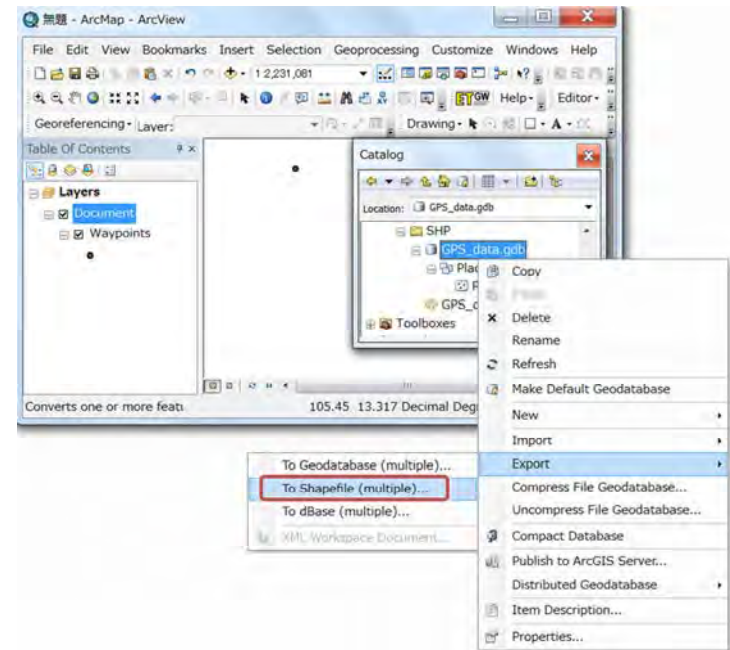 無題 - ArcMap - ArcView
File Edit View Bookmarks Insert Selection Geoprocessing Customize Windows Help
1:2,231,081
ETGW Help Editor
Georeferencing Layer: Drawing A
Table Of Contents
Layers
Document
Waypoints
Catalog
Location: GPS_data.gdb
SHP
GPS_data.gdb
Plac
GPS_d
Toolboxes
Converts one or more featu
105.45 13.317 Decimal Deg
Copy
Delete
Rename
Refresh
Make Default Geodatabase
New
Import
Export
Compress File Geodatabase...
Uncompress File Geodatabase...
Compact Database
Publish to ArcGIS Server...
Distributed Geodatabase
Item Description...
Properties...
To Geodatabase (multiple)...
To Shapefile (multiple)...
To dBase (multiple)...
XML Workspace Document...